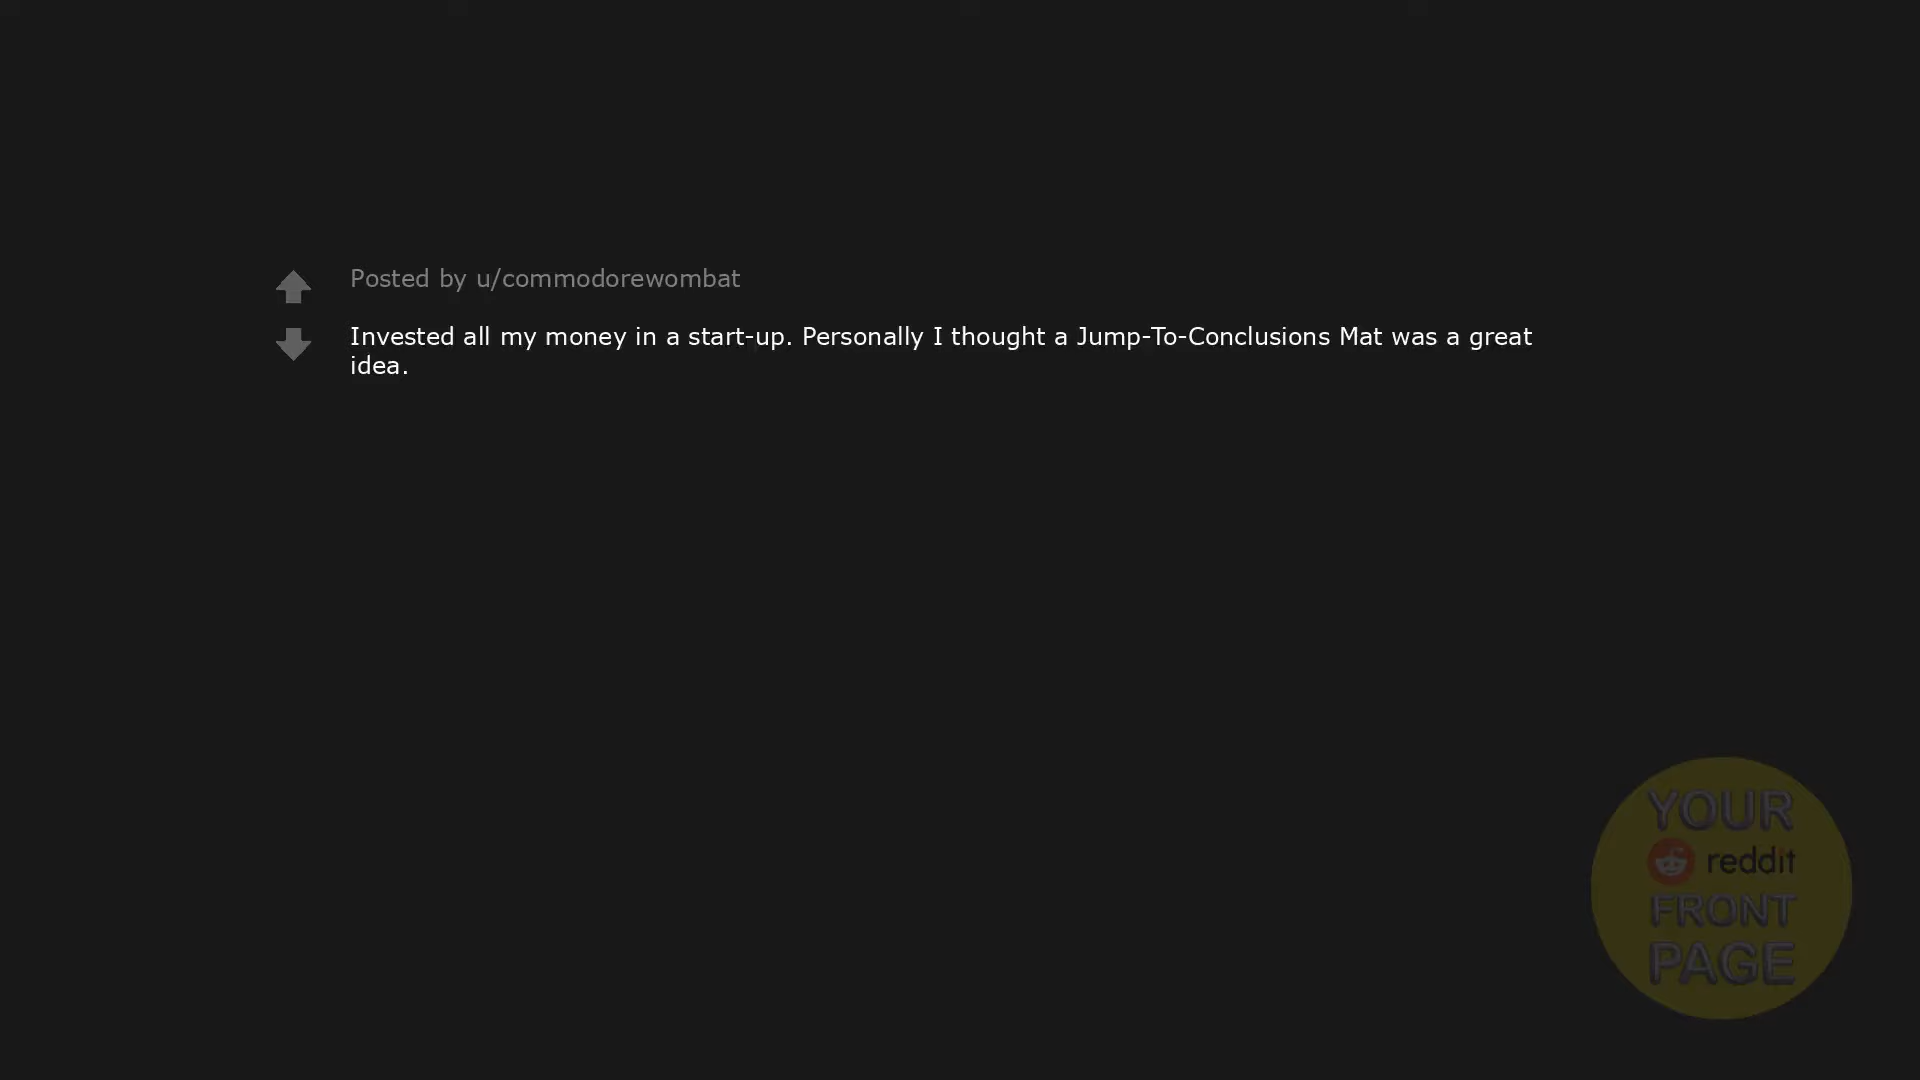 Posted by u/commodorewombat
Invested all my money in a start-up. Personally I thought a Jump-To-Conclusions Mat was a great
idea.
YOUR
reddit
FRONT
PAGE